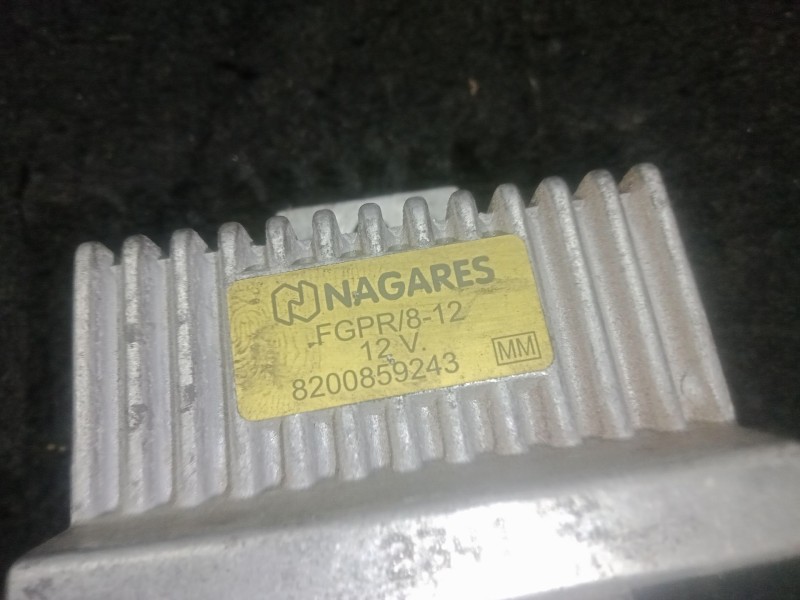 NAGARES
FGPR/8-12
12 V.
MM
8200859243